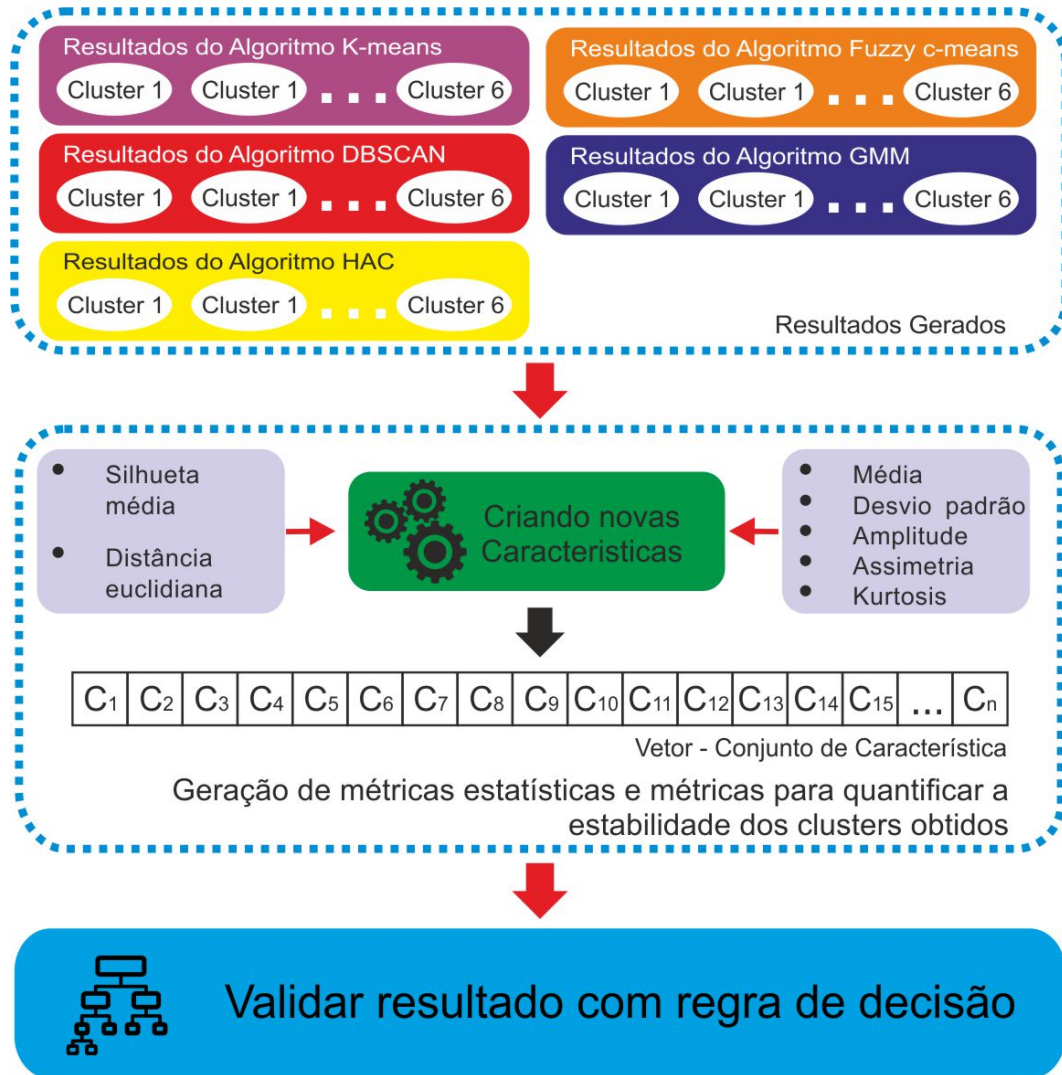 Resultados do Algoritmo K-means
Cluster 1 Cluster 1 ... Cluster 6
Resultados do Algoritmo Fuzzy c-means
Cluster 1 Cluster 1 ... Cluster 6
Resultados do Algoritmo DBSCAN
Cluster 1 Cluster 1 ... Cluster 6
Resultados do Algoritmo GMM
Cluster 1 Cluster 1 ... Cluster 6
Resultados do Algoritmo HAC
Cluster 1 Cluster 1 ... Cluster 6
Resultados Gerados
• Silhueta
média
• Distância
euclidiana
Criando novas
Caracteristicas
• Média
• Desvio padrão
• Amplitude
• Assimetria
• Kurtosis
C1 C2 C3 C4 C5 C6 C7 C8 C9 C10 C11 C12 C13 C14 C15 ... Cn
Vetor - Conjunto de Característica
Geração de métricas estatísticas e métricas para quantificar a
estabilidade dos clusters obtidos
Validar resultado com regra de decisão